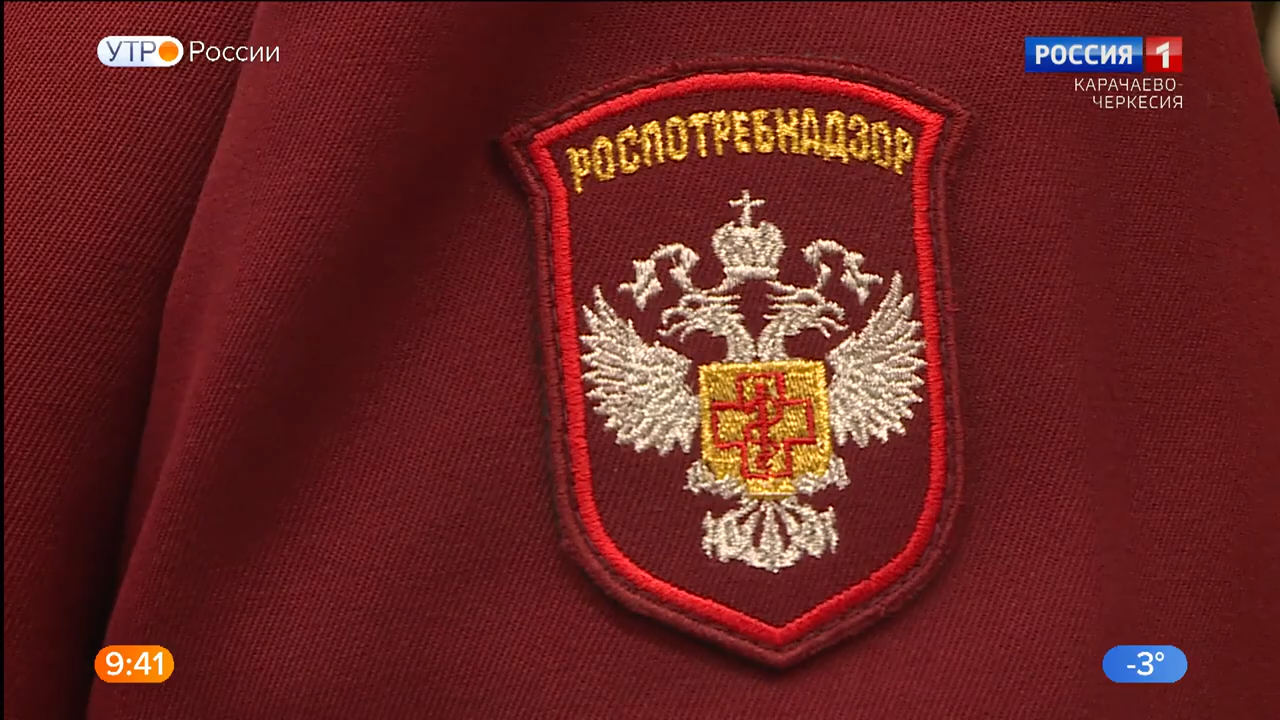 УТРО России
РОССИЯ 1
КАРАЧАЕВО-
ЧЕРКЕСИЯ
РОСПОТРЕБНАДЗОР
9:41
-3°